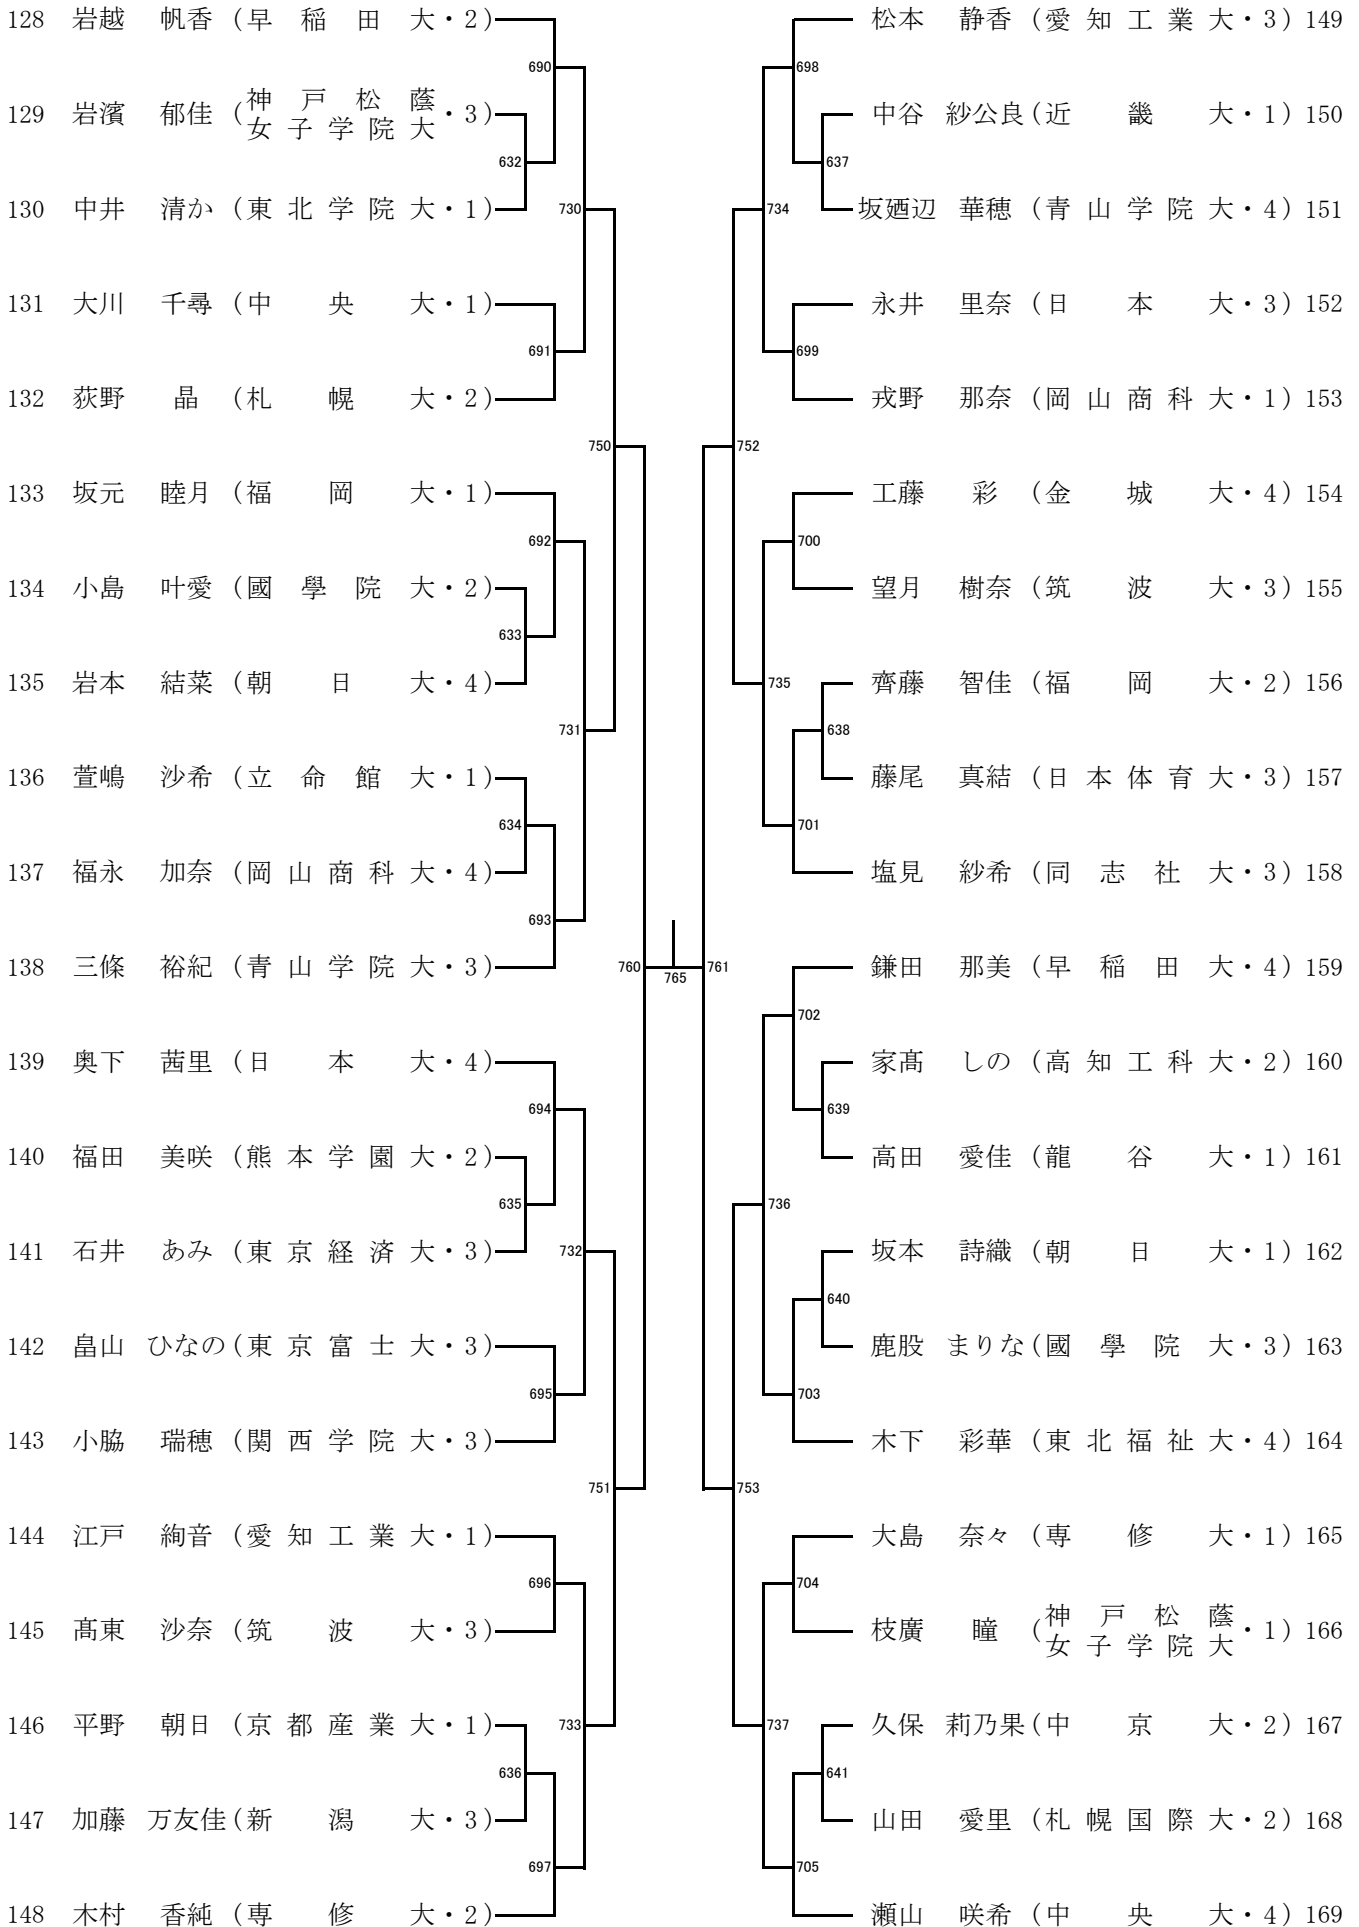 128 岩越 帆香 (早稲田大・2)
690
129 岩濱 郁佳 (神戸松蔭女子学院大・3)
632
130 中井 清か (東北学院大・1)
730
131 大川 千尋 (中央大・1)
691
132 荻野 晶 (札幌大・2)
750
133 坂元 睦月 (福岡大・1)
692
134 小島 叶愛 (國學院大・2)
633
135 岩本 結菜 (朝日大・4)
731
136 萱嶋 沙希 (立命館大・1)
634
137 福永 加奈 (岡山商科大・4)
693
138 三條 裕紀 (青山学院大・3)
760
139 奥下 茜里 (日本大・4)
694
140 福田 美咲 (熊本学園大・2)
635
141 石井 あみ (東京経済大・3)
732
142 畠山 ひなの (東京富士大・3)
695
143 小脇 瑞穂 (関西学院大・3)
751
144 江戸 絢音 (愛知工業大・1)
696
145 髙東 沙奈 (筑波大・3)
146 平野 朝日 (京都産業大・1)
733
636
147 加藤 万友佳 (新潟大・3)
697
148 木村 香純 (専修大・2)
765
松本 静香 (愛知工業大・3) 149
698
中谷 紗公良 (近畿大・1) 150
637
坂廼辺 華穂 (青山学院大・4) 151
734
永井 里奈 (日本大・3) 152
699
戎野 那奈 (岡山商科大・1) 153
752
工藤 彩 (金城大・4) 154
700
望月 樹奈 (筑波大・3) 155
735
齊藤 智佳 (福岡大・2) 156
638
藤尾 真結 (日本体育大・3) 157
701
塩見 紗希 (同志社大・3) 158
761
鎌田 那美 (早稲田大・4) 159
702
家髙 しの (高知工科大・2) 160
639
高田 愛佳 (龍谷大・1) 161
736
坂本 詩織 (朝日大・1) 162
640
鹿股 まりな (國學院大・3) 163
703
木下 彩華 (東北福祉大・4) 164
753
大島 奈々 (専修大・1) 165
704
枝廣 瞳 (神戸松蔭女子学院大・1) 166
久保 莉乃果 (中京大・2) 167
737
641
山田 愛里 (札幌国際大・2) 168
705
瀬山 咲希 (中央大・4) 169